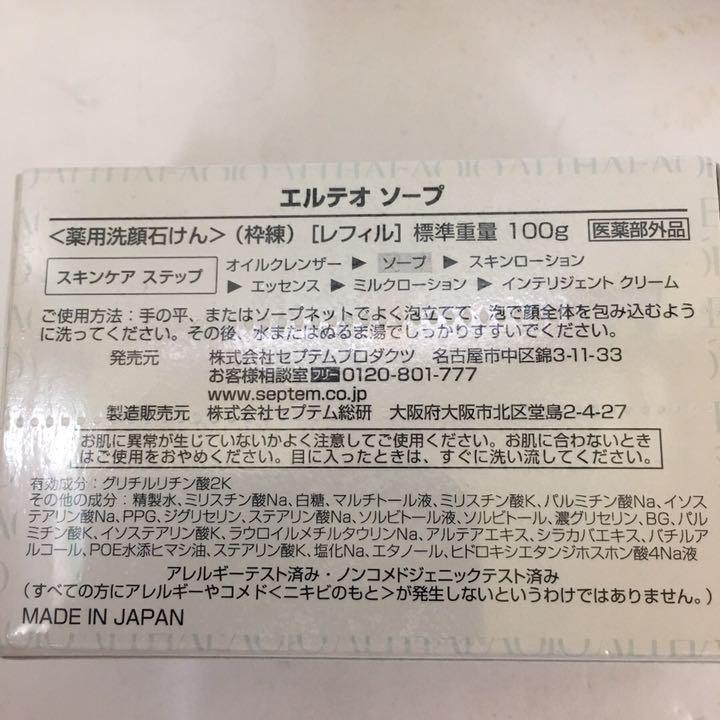 エルテオ ソープ
<薬用洗顔石けん>(枠練)［レフィル］標準重量 100g 医薬部外品
スキンケア ステップ
オイルクレンザー ▶ ソープ ▶ スキンローション
▶ エッセンス ▶ ミルクローション ▶ インテリジェント クリーム
ご使用方法:手の平、またはソープネットでよく泡立てて、泡で顔全体を包み込むよう
に洗ってください。その後、水またはぬるま湯でしっかりすすいでください。
発売元 株式会社セプテムプロダクツ 名古屋市中区錦3-11-33
お客様相談室フリー0120-801-777
www.septem.co.jp
製造販売元 株式会社セプテム総研 大阪府大阪市北区堂島2-4-27
お肌に異常が生じていないかよく注意してご使用ください。お肌に合わないとき
はご使用をおやめください。目に入ったときは、すぐに洗い流してください。
有効成分:グリチルリチン酸2K
その他の成分:精製水、ミリスチン酸Na、白糖、マルチトール液、ミリスチン酸K、パルミチン酸Na、イソス
テアリン酸Na、PPG、ジグリセリン、ステアリン酸Na、ソルビトール液、ソルビトール、濃グリセリン、BG、パル
ミチン酸K、イソステアリン酸K、ラウロイルメチルタウリンNa、アルテアエキス、シラカバエキス、バチルア
ルコール、POE水添ヒマシ油、ステアリン酸K、塩化Na、エタノール、ヒドロキシエタンジホスホン酸4Na液
アレルギーテスト済み・ノンコメドジェニックテスト済み
(すべての方にアレルギーやコメド<ニキビのもと>が発生しないというわけではありません。)
MADE IN JAPAN